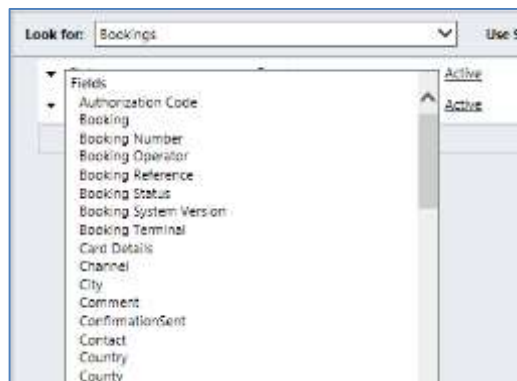 Look for: Bookings Use
Active
Fields
Authorization Code
Active
Booking
Booking Number
Booking Operator
Booking Reference
Booking Status
Booking System Version
Booking Terminal
Card Details
Channel
City
Comment
ConfirmationSent
Contact
Country
County